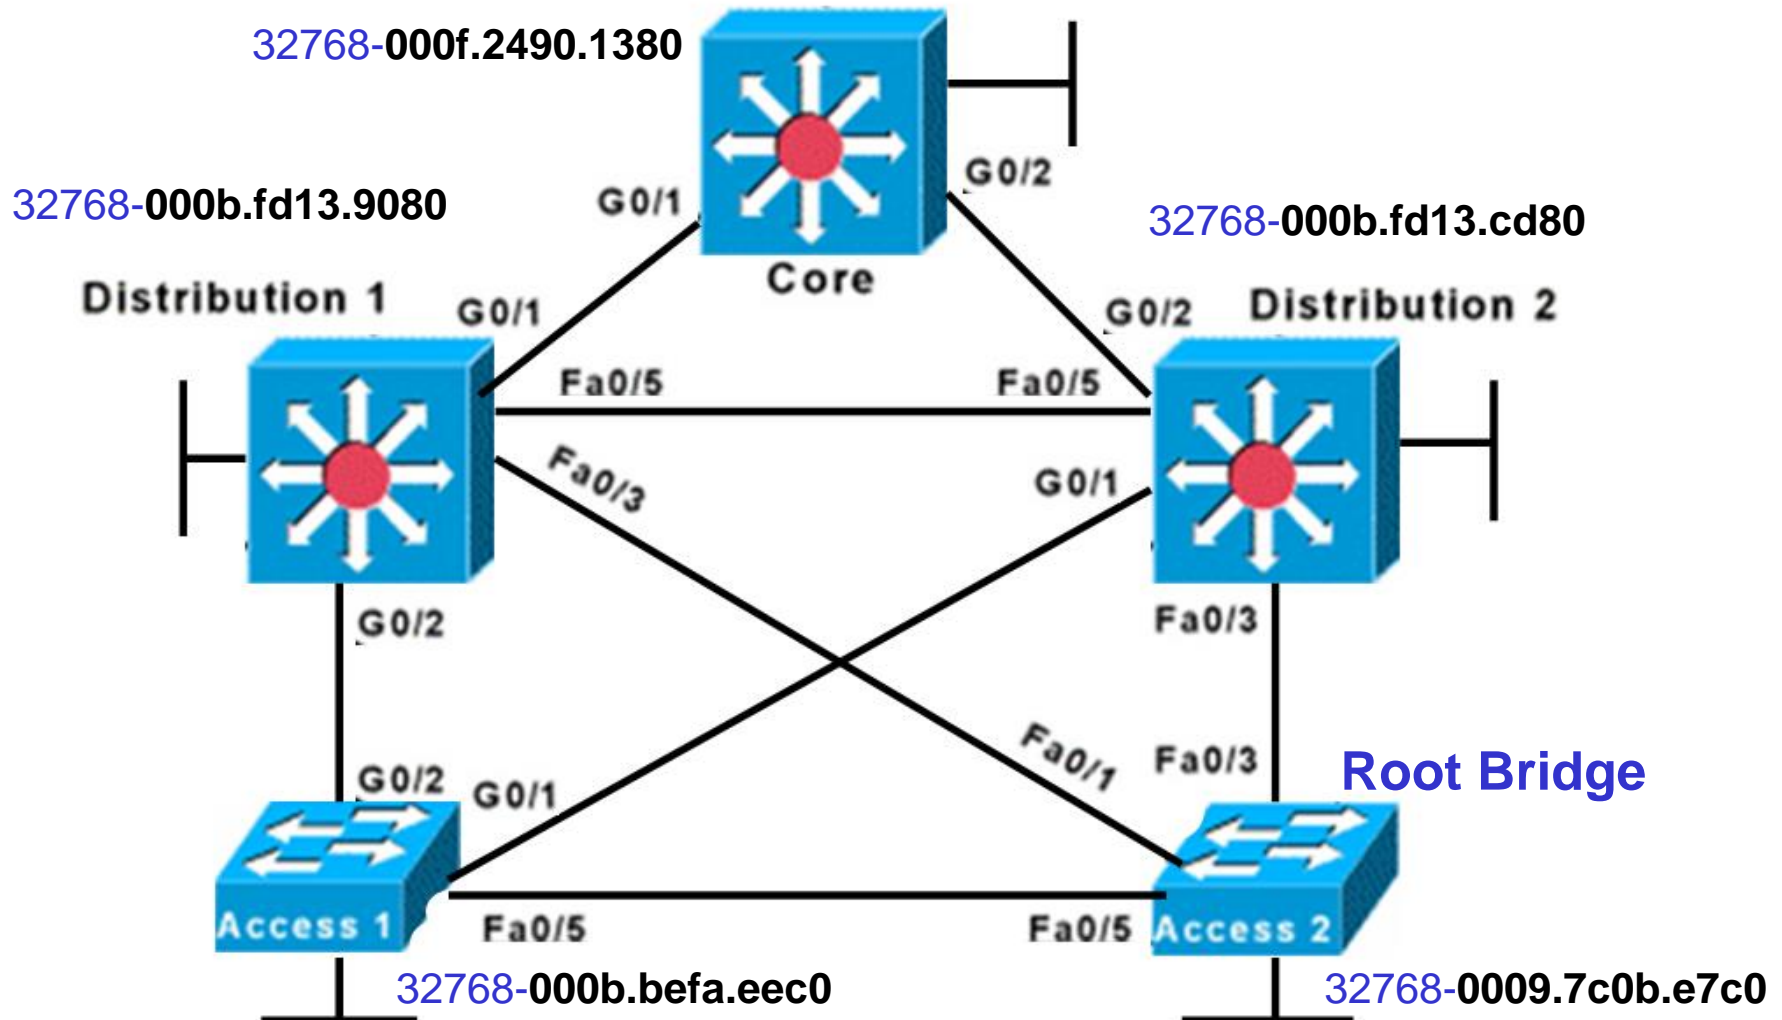 32768-000f.2490.1380
G0/2
G0/1
32768-000b.fd13.9080
32768-000b.fd13.cd80
Core
Distribution 1
G0/1
G0/2
Distribution 2
Fa0/5
Fa0/5
Fa0/3
G0/1
G0/2
Fa0/3
Fa0/1
Fa0/3
Root Bridge
G0/2
G0/1
Access 1
Fa0/5
Fa0/5
Access 2
32768-000b.befa.eec0
32768-0009.7c0b.e7c0